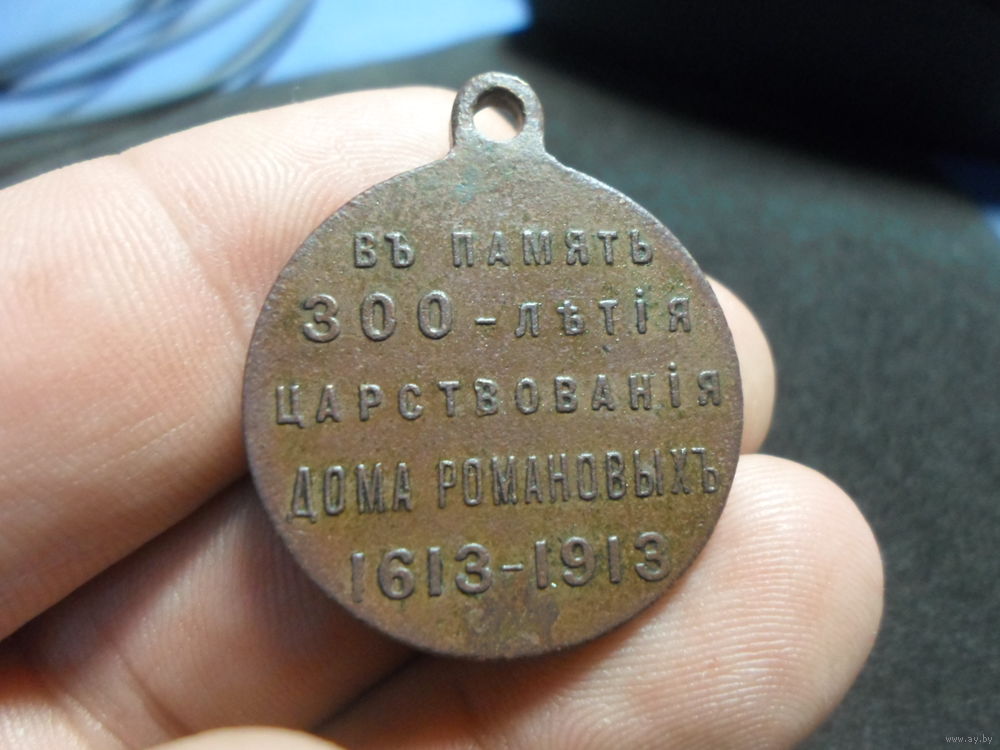 ВЪ ПАМЯТЬ
300-ЛѢТІЯ
ЦАРСТВОВАНІЯ
ДОМА РОМАНОВЫХЪ
1613-1913
www.ay.by